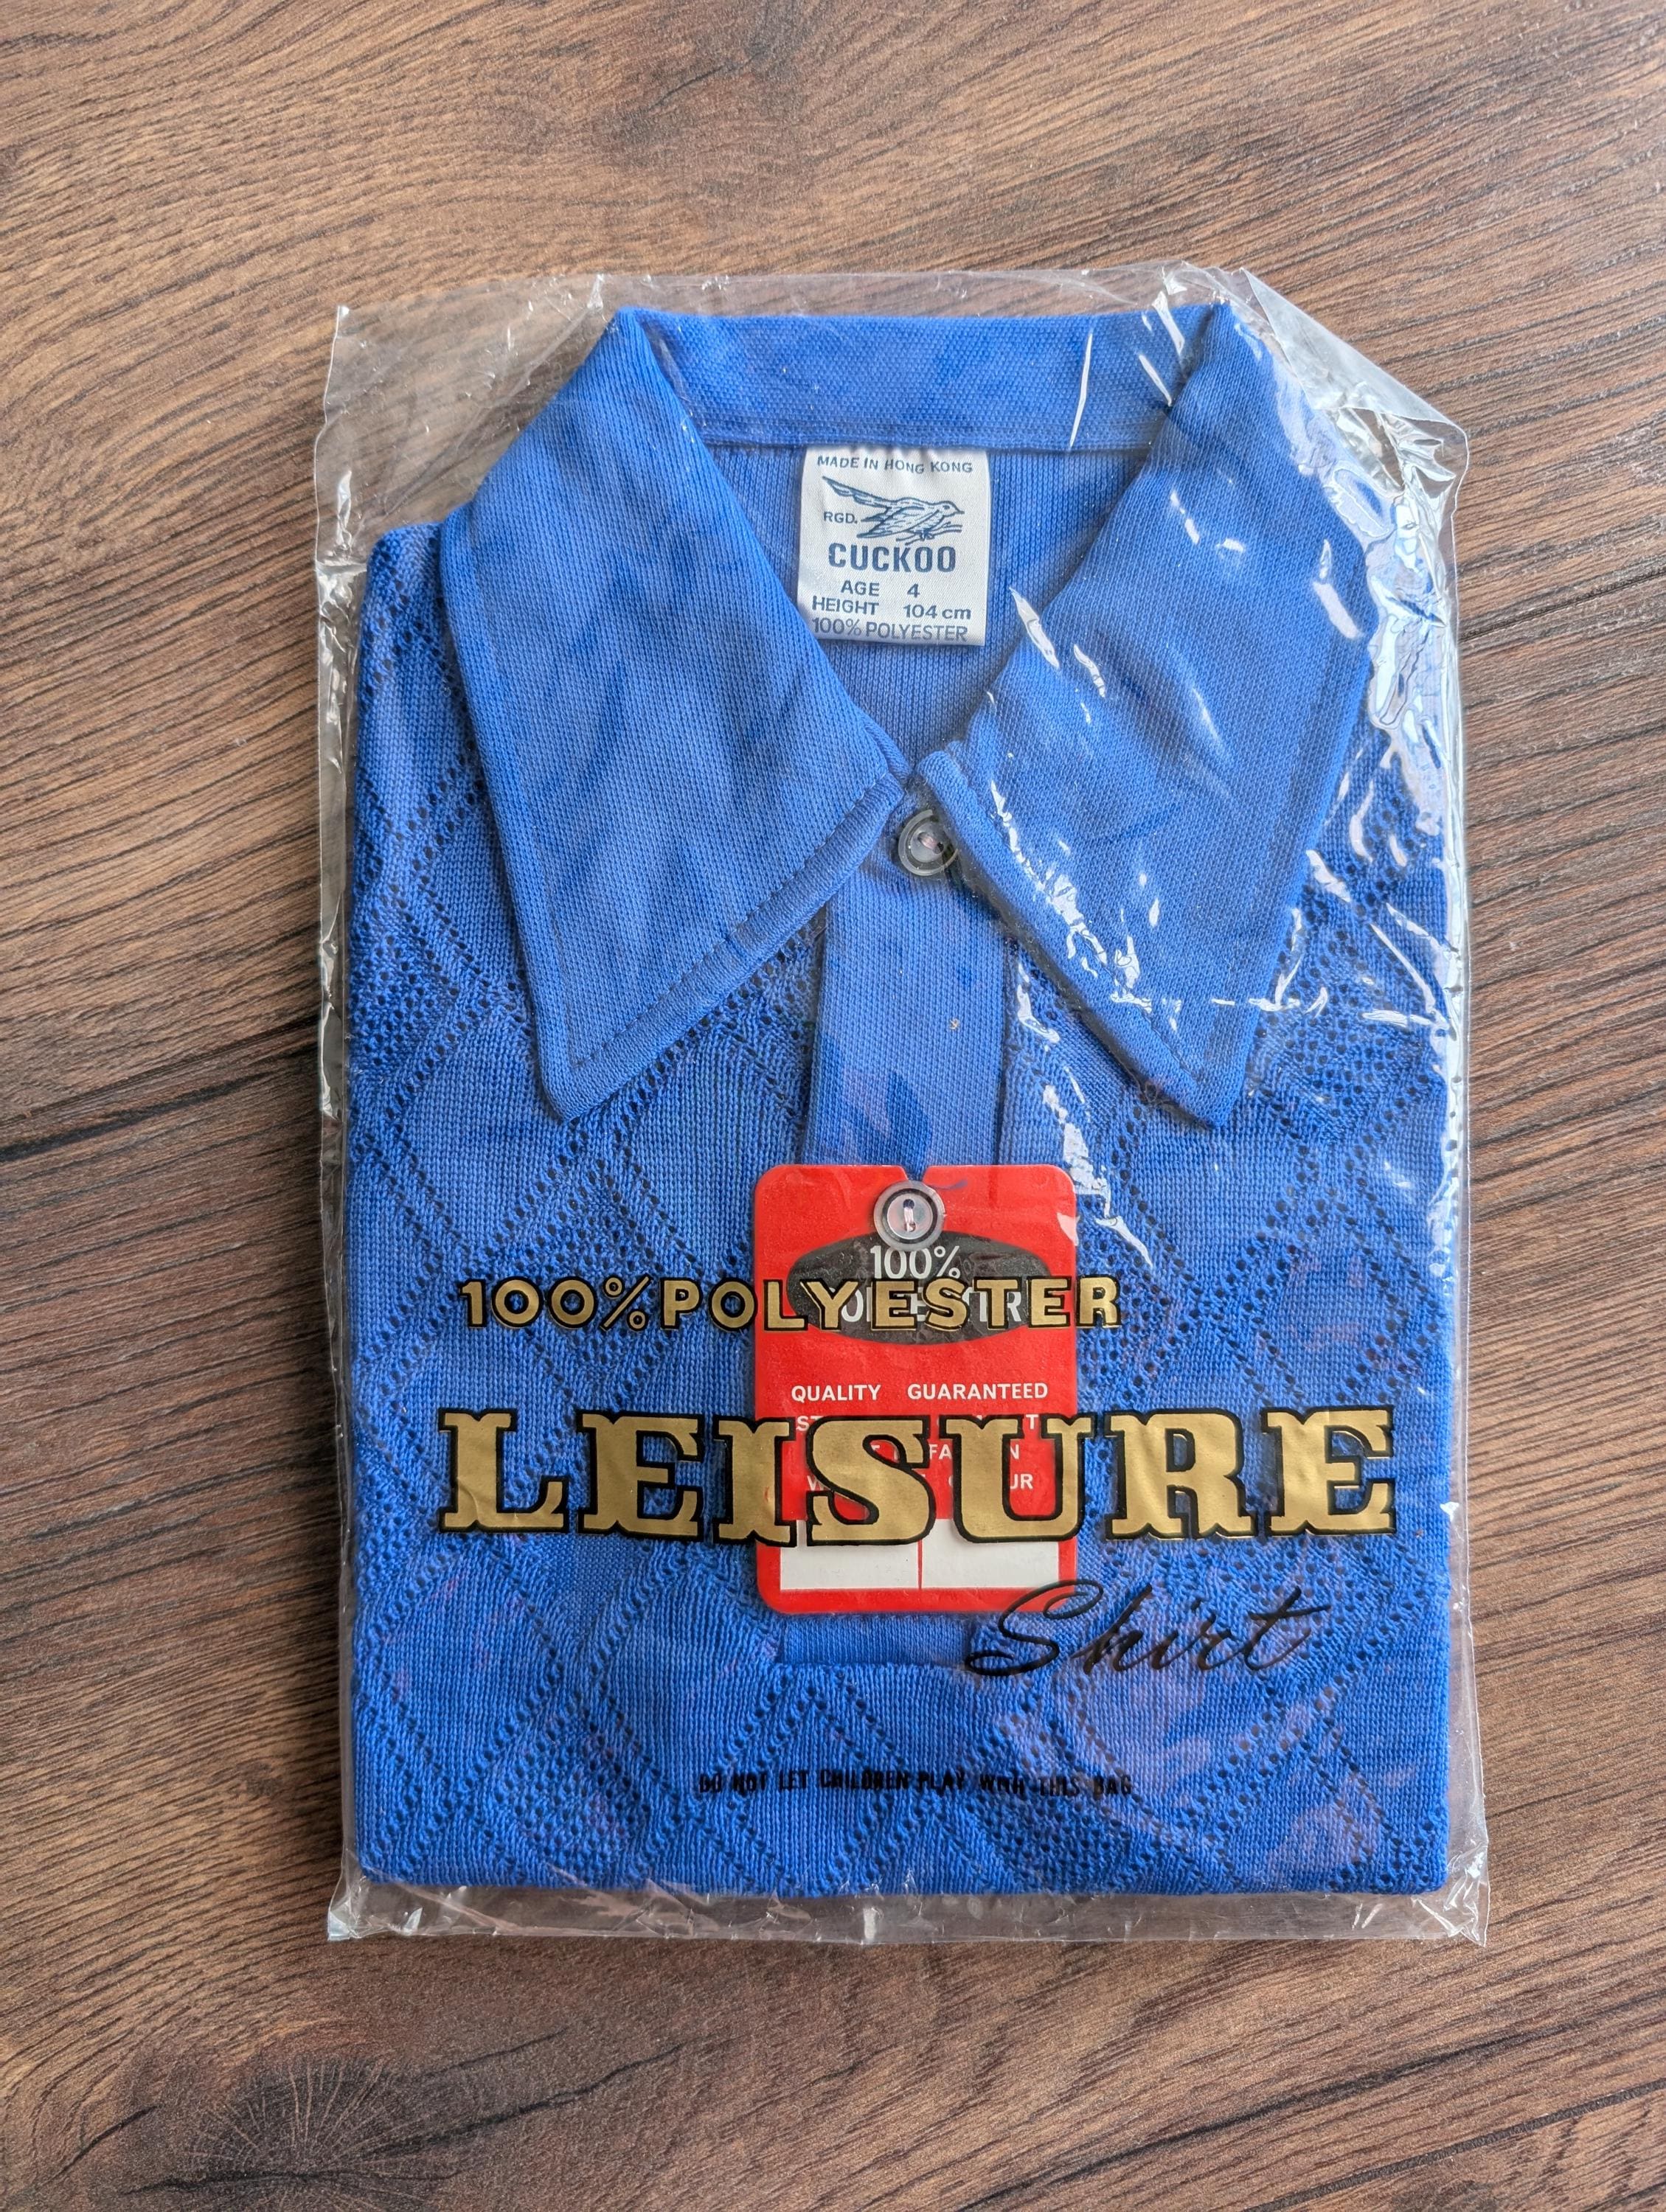 MADE IN HONG KONG
RGD.
CUCKOO
AGE 4
HEIGHT 104 cm
100% POLYESTER
100%
100% POLYESTER
QUALITY GUARANTEED
LEISURE
Shirt
DO NOT LET CHILDREN PLAY WITH THIS BAG